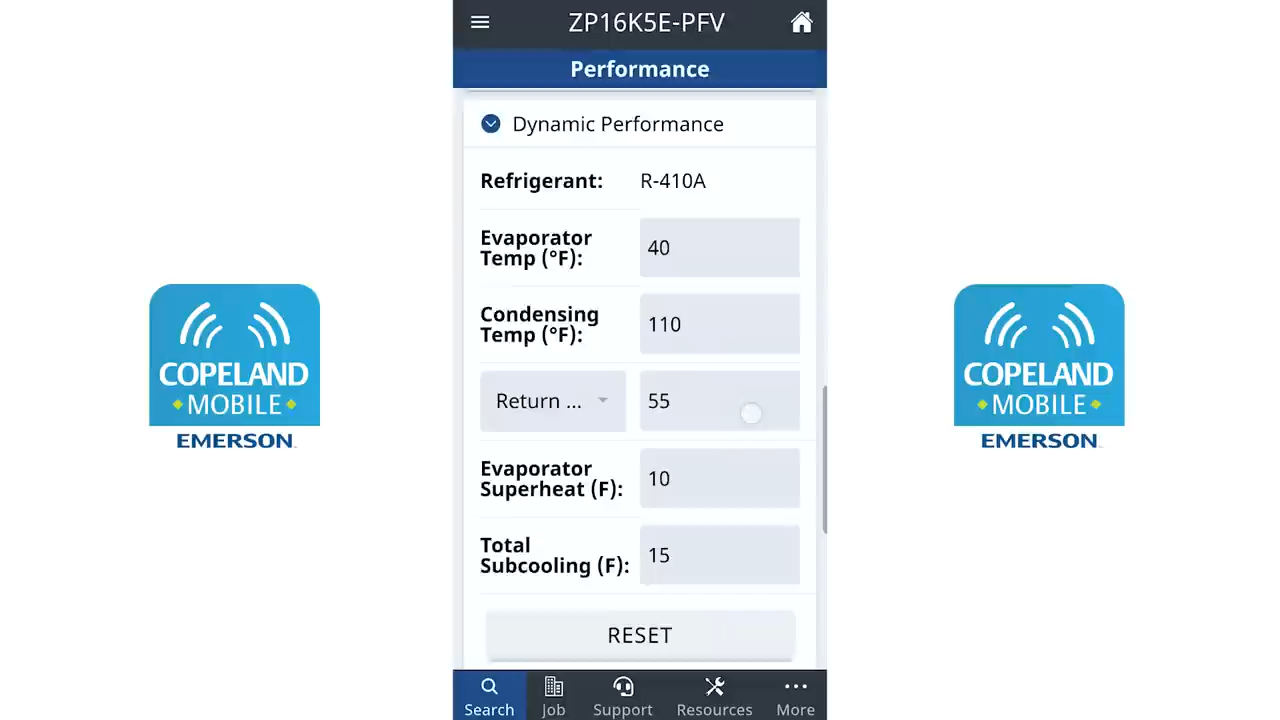 ZP16K5E-PFV
Performance
Dynamic Performance
Refrigerant: R-410A
Evaporator
Temp (°F): 40
Condensing
Temp (°F): 110
Return ... 55
Evaporator
Superheat (F): 10
Total
Subcooling (F): 15
RESET
Search Job Support Resources More
COPELAND
MOBILE
EMERSON
COPELAND
MOBILE
EMERSON